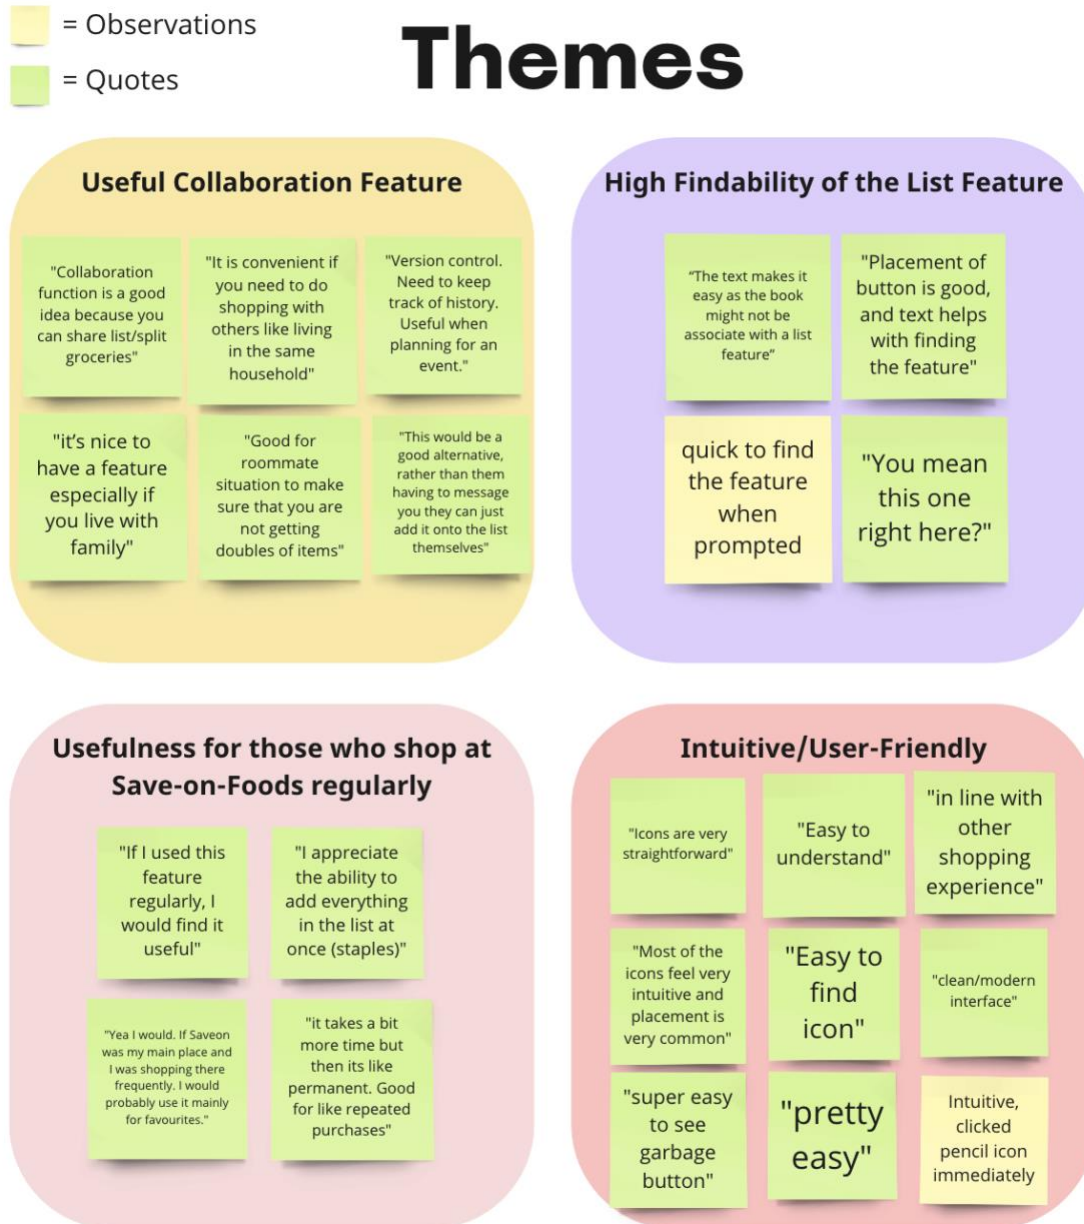 = Observations
= Quotes
Themes
Useful Collaboration Feature
"Collaboration
function is a good
idea because you
can share list/split
groceries"
"It is convenient if
you need to do
shopping with
others like living
in the same
household"
"Version control.
Need to keep
track of history.
Useful when
planning for an
event."
"it's nice to
have a feature
especially if
you live with
family"
"Good for
roommate
situation to make
sure that you are
not getting
doubles of items"
"This would be a
good alternative,
rather than them
having to message
you they can just
add it onto the list
themselves"
High Findability of the List Feature
"The text makes it
easy as the book
might not be
associate with a list
feature"
"Placement of
button is good,
and text helps
with finding
the feature"
quick to find
the feature
when
prompted
"You mean
this one
right here?"
Usefulness for those who shop at
Save-on-Foods regularly
"If I used this
feature
regularly, I
would find it
useful"
"I appreciate
the ability to
add everything
in the list at
once (staples)"
"Yea I would. If Saveon
was my main place and
I was shopping there
frequently. I would
probably use it mainly
for favourites."
"it takes a bit
more time but
then its like
permanent. Good
for like repeated
purchases"
Intuitive/User-Friendly
"Icons are very
straightforward"
"Easy to
understand"
"in line with
other
shopping
experience"
"Most of the
icons feel very
intuitive and
placement is
very common"
"Easy to
find
icon"
"clean/modern
interface"
"super easy
to see
garbage
button"
"pretty
easy"
Intuitive,
clicked
pencil icon
immediately